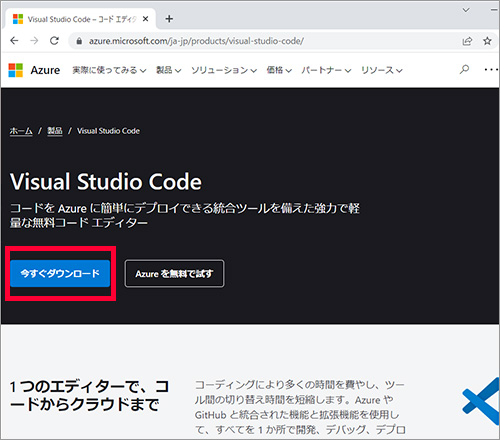 Visual Studio Code – コード エディタ
azure.microsoft.com/ja-jp/products/visual-studio-code/
Azure 実際に使ってみる 製品 ソリューション 価格 パートナー リソース
ホーム / 製品 / Visual Studio Code
Visual Studio Code
コードを Azure に簡単にデプロイできる統合ツールを備えた強力で軽
量な無料コード エディター
今すぐダウンロード Azure を無料で試す
1 つのエディターで、コ
ードからクラウドまで
コーディングにより多くの時間を費やし、ツー
ル間の切り替え時間を短縮します。Azure や
GitHub と統合された機能と拡張機能を使用し
て、すべてを 1 か所で開発、デバッグ、デプロ